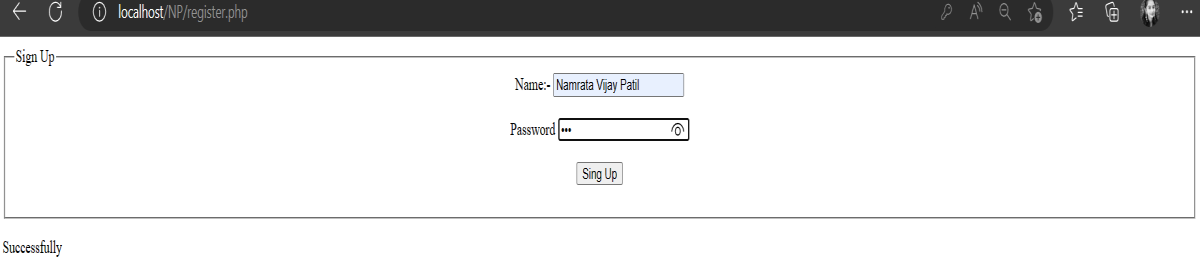 localhost/NP/register.php
Sign Up
Name:- Namrata Vijay Patil
Password •••
Sing Up
Successfully